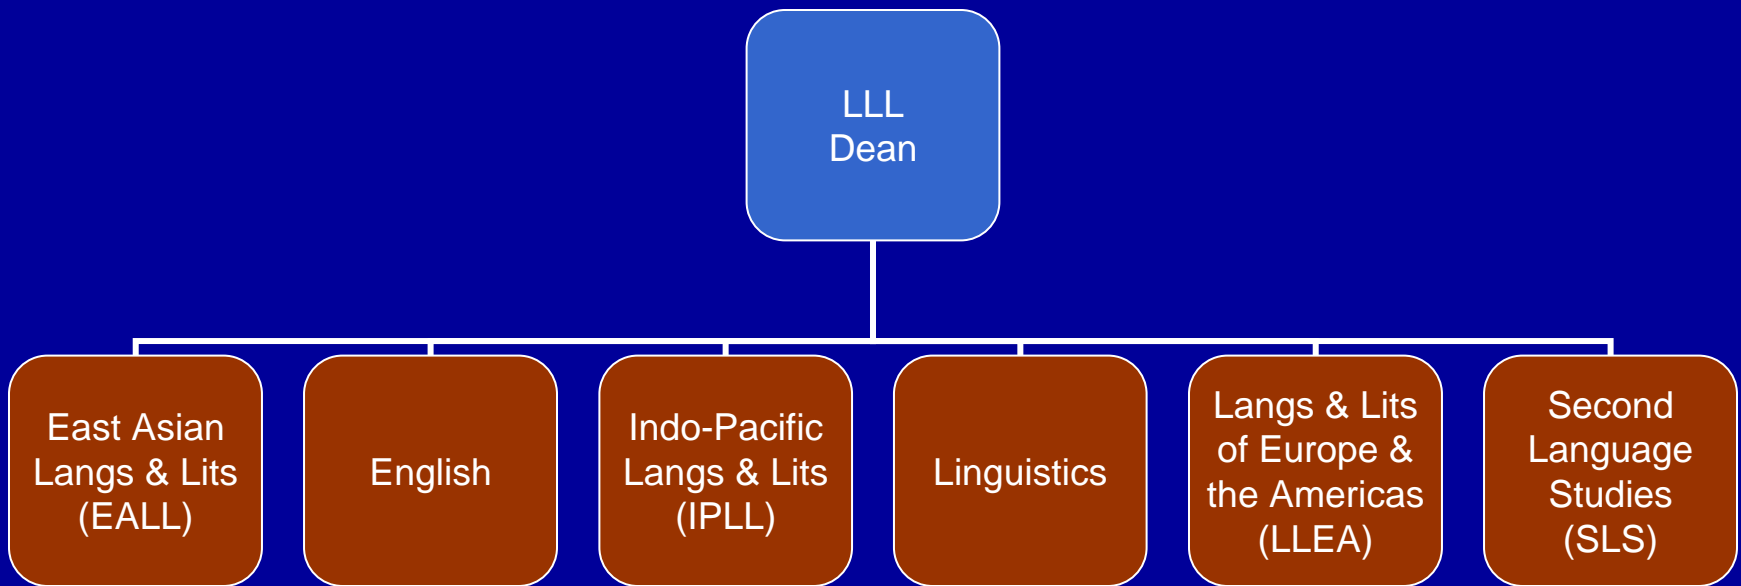 LLL
Dean
East Asian
Langs & Lits
(EALL)
English
Indo-Pacific
Langs & Lits
(IPLL)
Linguistics
Langs & Lits
of Europe &
the Americas
(LLEA)
Second
Language
Studies
(SLS)